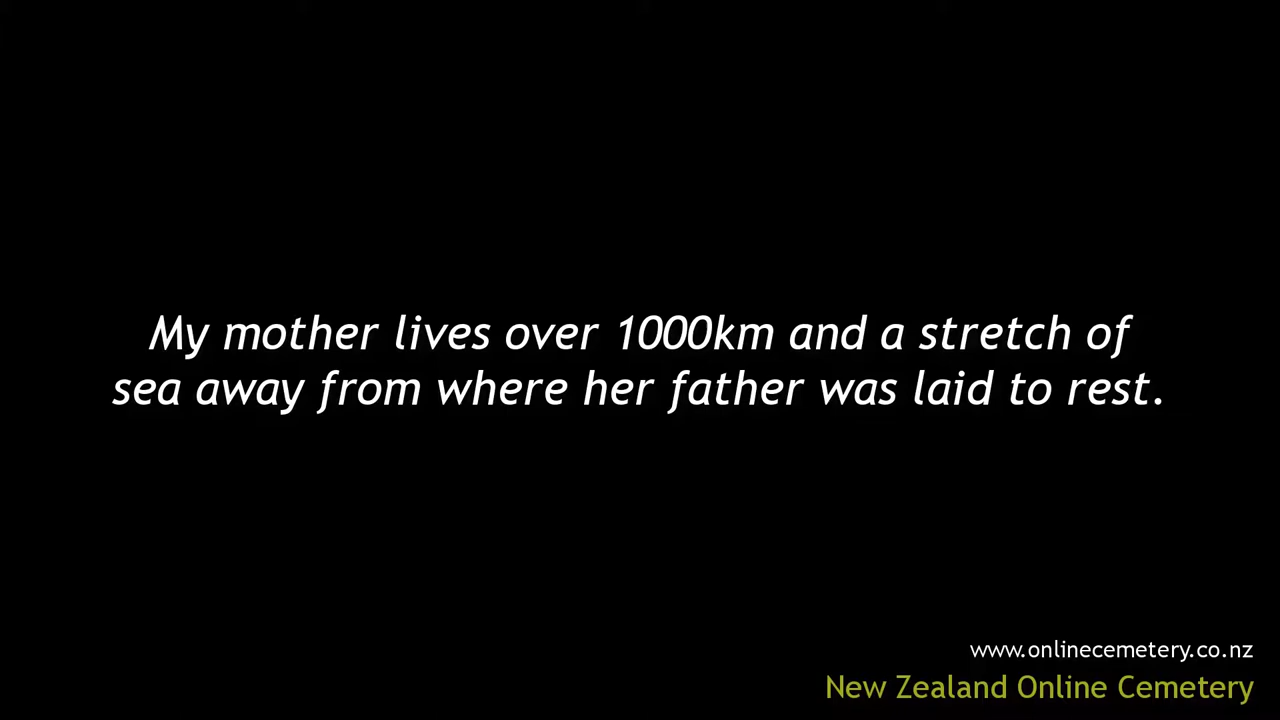 My mother lives over 1000km and a stretch of
sea away from where her father was laid to rest.
www.onlinecemetery.co.nz
New Zealand Online Cemetery